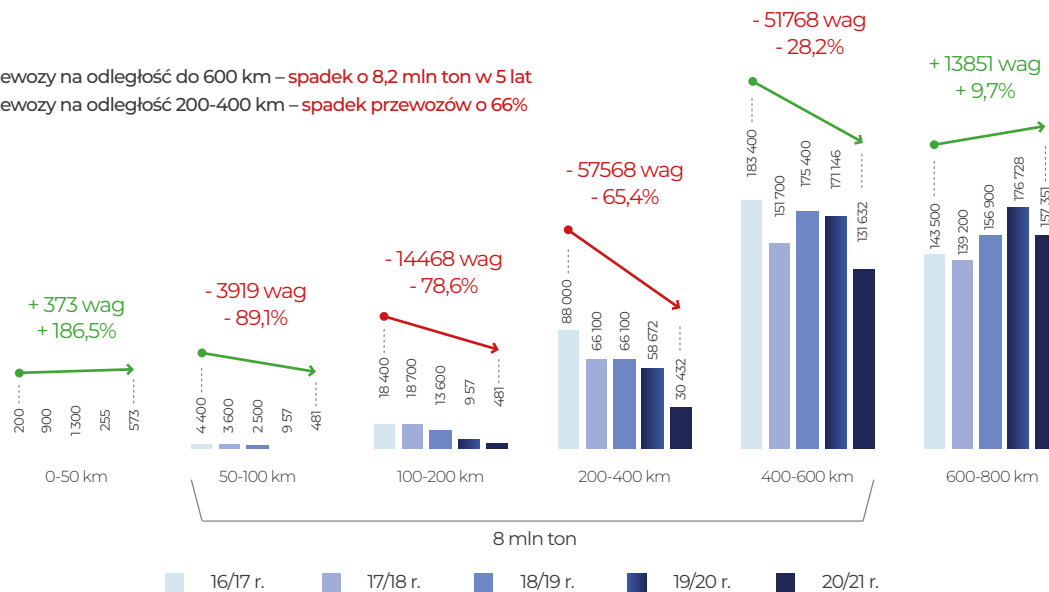 ewozy na odległość do 600 km – spadek o 8,2 mln ton w 5 lat
ewozy na odległość 200-400 km – spadek przewozów o 66%
+ 373 wag
+ 186,5%
200
900
1 300
255
573
0-50 km
- 3919 wag
- 89,1%
4 400
3 600
2 500
9 57
481
50-100 km
- 14468 wag
- 78,6%
18 400
18 700
13 600
9 57
481
100-200 km
- 57568 wag
- 65,4%
88 000
66 100
66 100
58 672
30 432
200-400 km
- 51768 wag
- 28,2%
183 400
151 700
175 400
171 146
131 632
400-600 km
+ 13851 wag
+ 9,7%
143 500
139 200
156 900
176 728
157 351
600-800 km
8 mln ton
16/17 r.
17/18 r.
18/19 r.
19/20 r.
20/21 r.